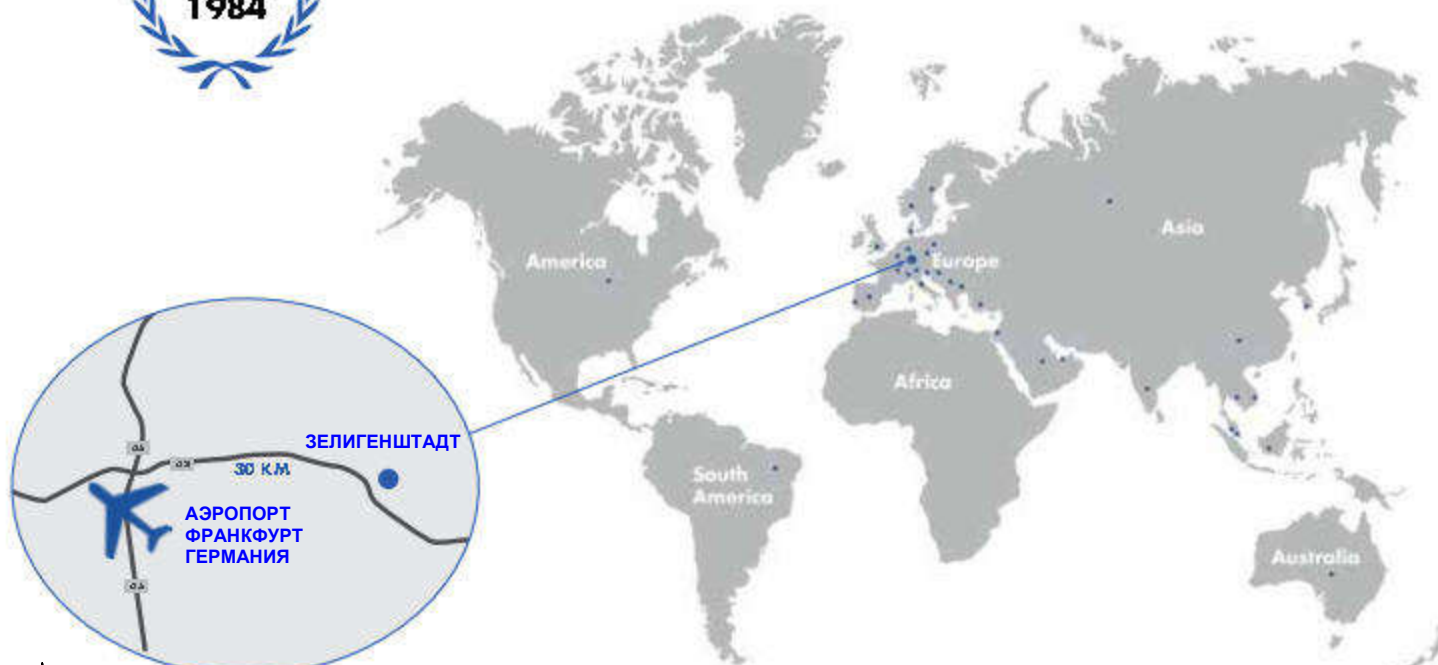 1984
America
Europe
Asia
Africa
South
America
Australia
ЗЕЛИГЕНШТАДТ
30 КМ
АЭРОПОРТ
ФРАНКФУРТ
ГЕРМАНИЯ